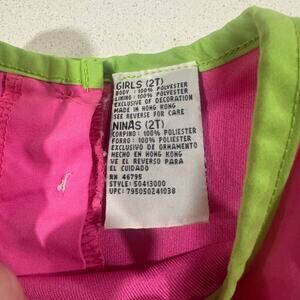 GIRLS (2T)
BODY : 100% POLYESTER
LINING : 100% POLYESTER
EXCLUSIVE OF DECORATION
MADE IN HONG KONG
SEE REVERSE FOR CARE
NINAS (2T)
CORPINO : 100% POLIESTER
FORRO : 100% POLIESTER
EXCLUSIVO DE ORNAMENTO
HECHO EN HONG KONG
VE EL REVERSO PARA
EL CUIDADO
RN 46795
STYLE: 50413000
UPC: 795050241038